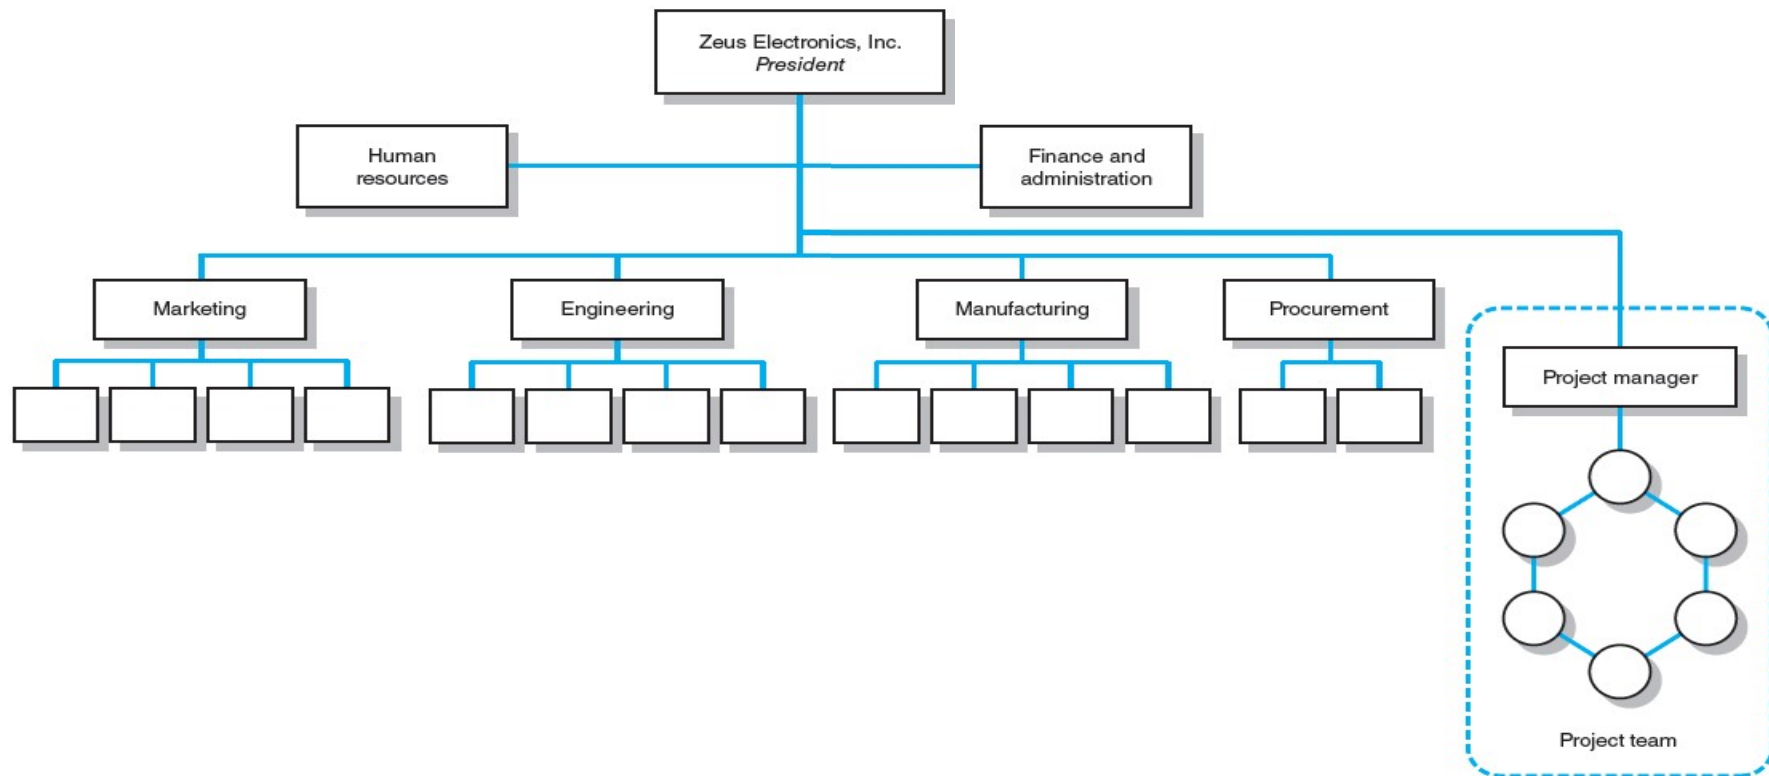 Zeus Electronics, Inc.
President
Human
resources
Finance and
administration
Marketing
Engineering
Manufacturing
Procurement
Project manager
Project team